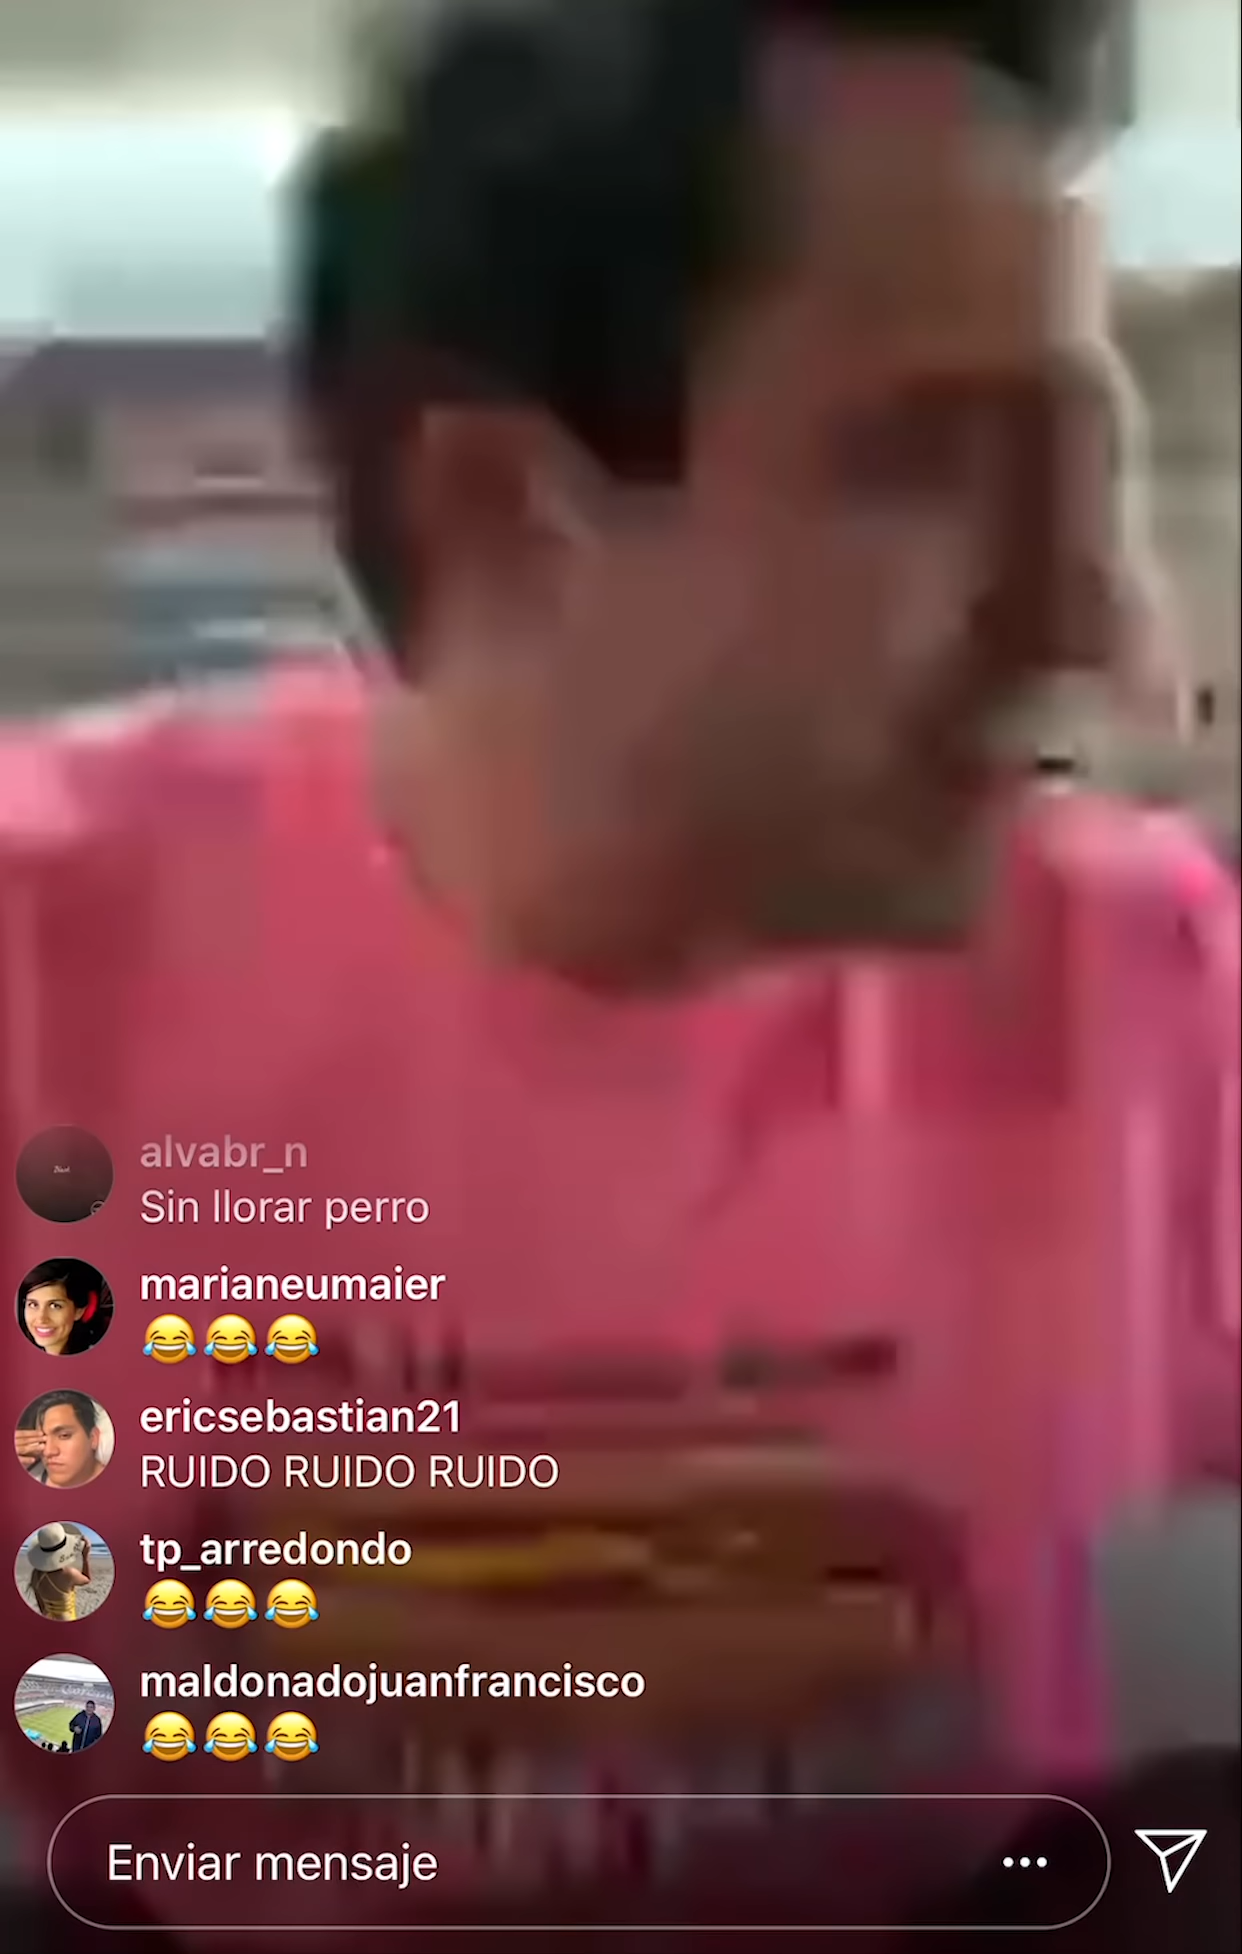 alvabr_n
Sin llorar perro
marianeumaier
😂😂😂
ericsebastian21
RUIDO RUIDO RUIDO
tp_arredondo
😂😂😂
maldonadojuanfrancisco
😂😂😂
Enviar mensaje